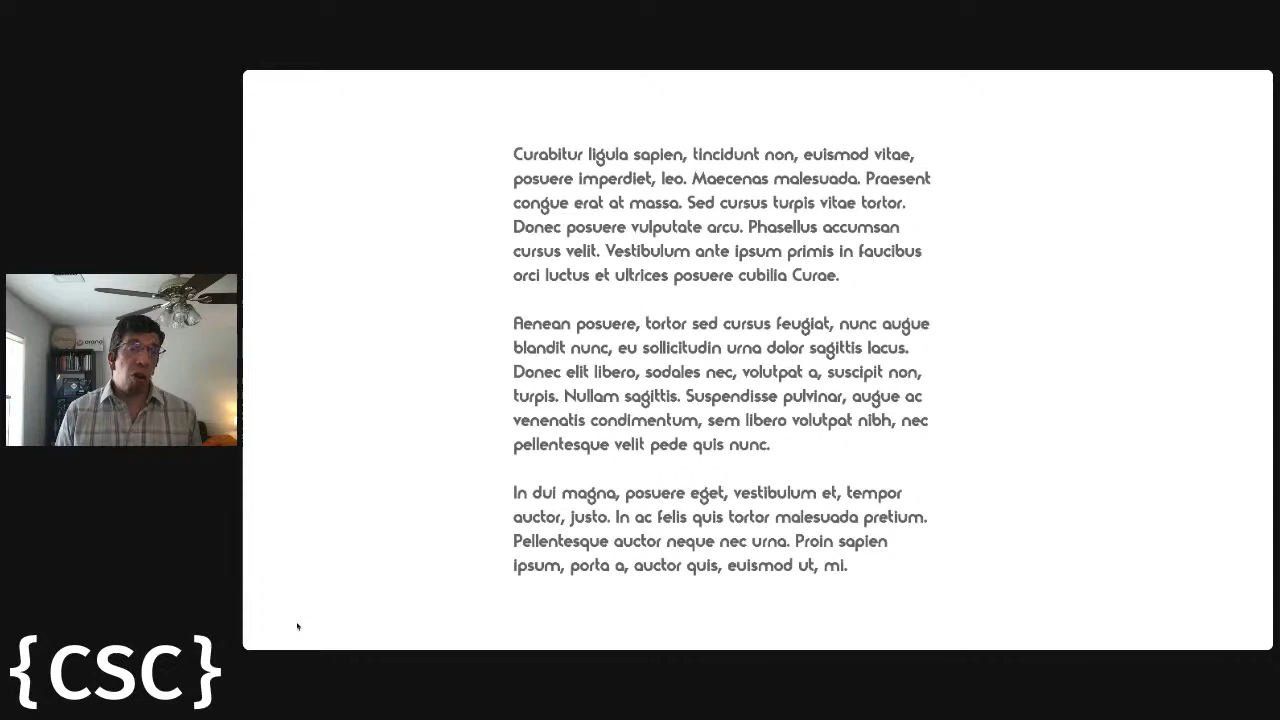 Curabitur ligula sapien, tincidunt non, euismod vitae,
posuere imperdiet, leo. Maecenas malesuada. Praesent
congue erat at massa. Sed cursus turpis vitae tortor.
Donec posuere vulputate arcu. Phasellus accumsan
cursus velit. Vestibulum ante ipsum primis in faucibus
orci luctus et ultrices posuere cubilia Curae.
Aenean posuere, tortor sed cursus feugiat, nunc augue
blandit nunc, eu sollicitudin urna dolor sagittis lacus.
Donec elit libero, sodales nec, volutpat a, suscipit non,
turpis. Nullam sagittis. Suspendisse pulvinar, augue ac
venenatis condimentum, sem libero volutpat nibh, nec
pellentesque velit pede quis nunc.
In dui magna, posuere eget, vestibulum et, tempor
auctor, justo. In ac felis quis tortor malesuada pretium.
Pellentesque auctor neque nec urna. Proin sapien
ipsum, porta a, auctor quis, euismod ut, mi.
{CSC}